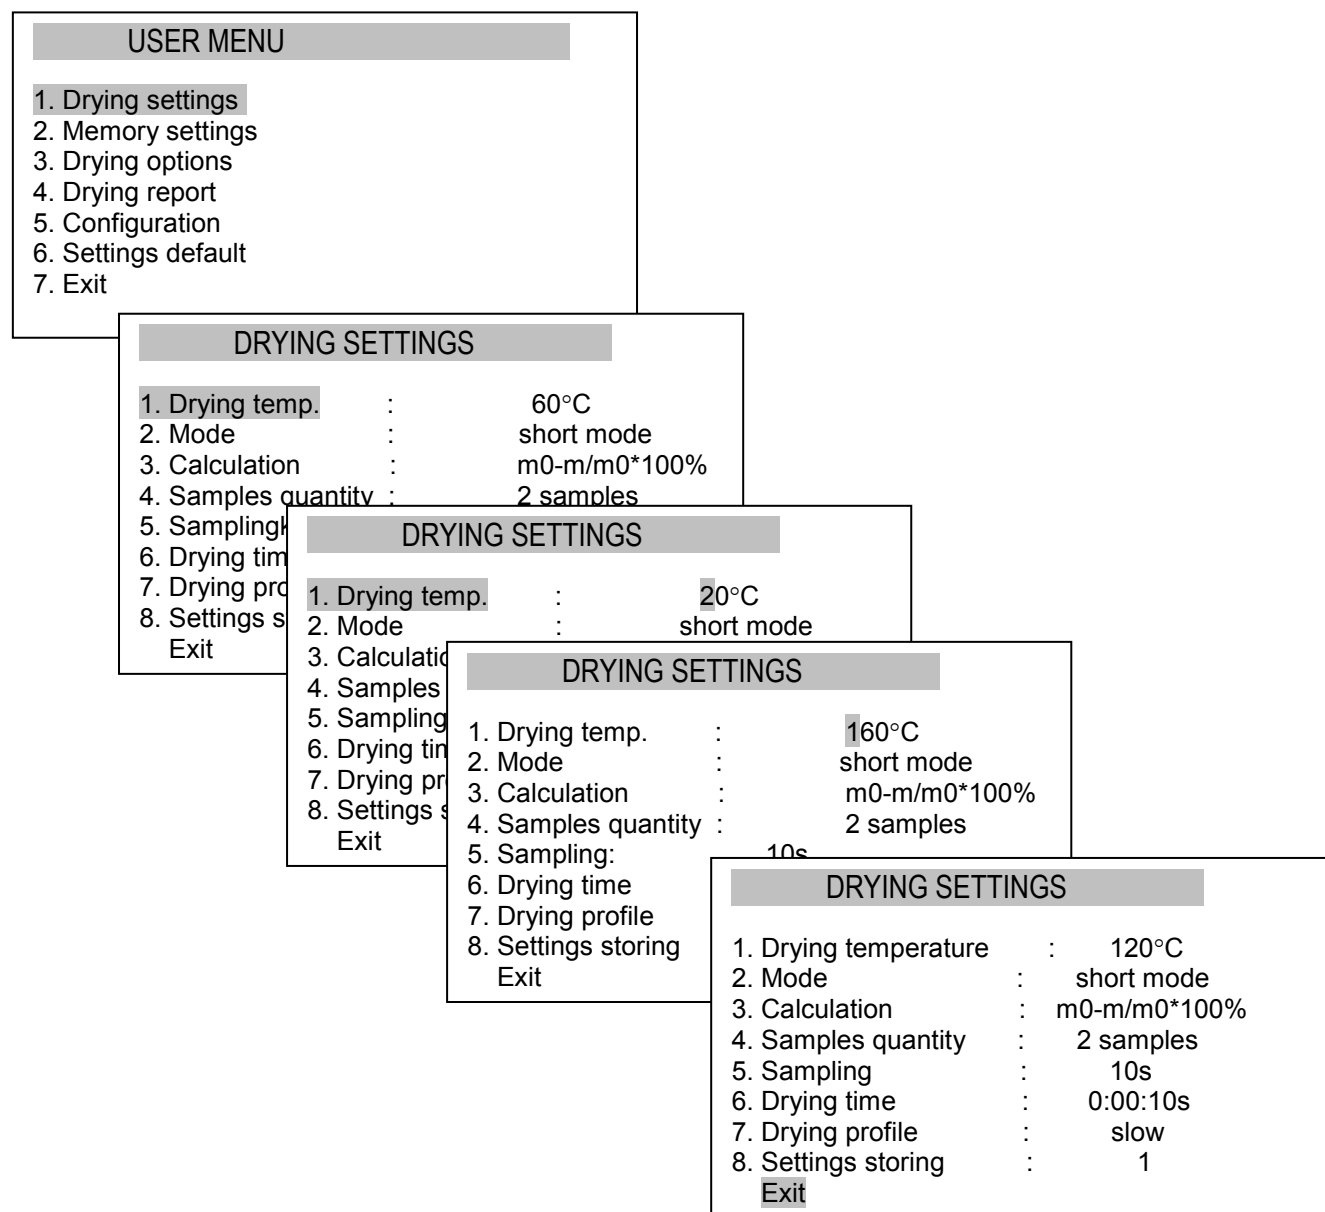 USER MENU
1. Drying settings
2. Memory settings
3. Drying options
4. Drying report
5. Configuration
6. Settings default
7. Exit
DRYING SETTINGS
1. Drying temp. : 60°C
2. Mode : short mode
3. Calculation : m0-m/m0*100%
4. Samples quantity : 2 samples
5. Sampling
6. Drying tim
7. Drying pro
8. Settings s
Exit
DRYING SETTINGS
1. Drying temp. : 20°C
2. Mode : short mode
3. Calculatio
4. Samples
5. Sampling
6. Drying tim
7. Drying pr
8. Settings s
Exit
DRYING SETTINGS
1. Drying temp. : 160°C
2. Mode : short mode
3. Calculation : m0-m/m0*100%
4. Samples quantity : 2 samples
5. Sampling: 10s
6. Drying time
7. Drying profile
8. Settings storing
Exit
DRYING SETTINGS
1. Drying temperature : 120°C
2. Mode : short mode
3. Calculation : m0-m/m0*100%
4. Samples quantity : 2 samples
5. Sampling : 10s
6. Drying time : 0:00:10s
7. Drying profile : slow
8. Settings storing : 1
Exit